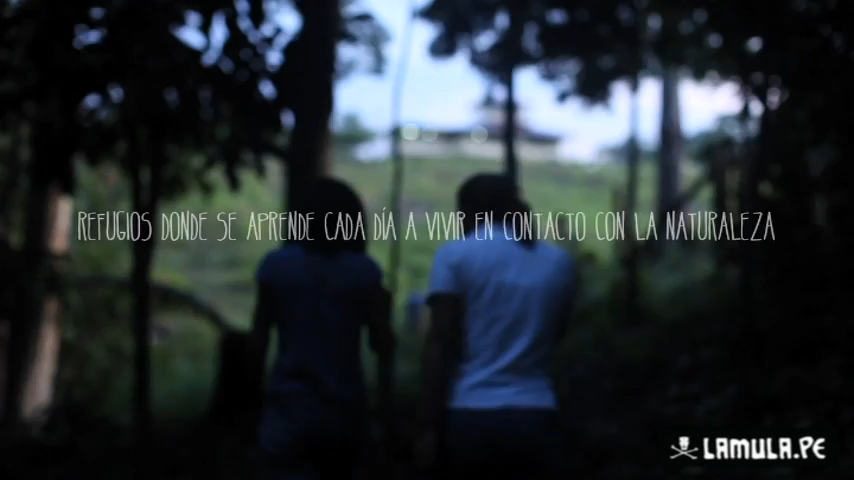 REFUGIOS DONDE SE APRENDE CADA DÍA A VIVIR EN CONTACTO CON LA NATURALEZA
LAMULA.PE